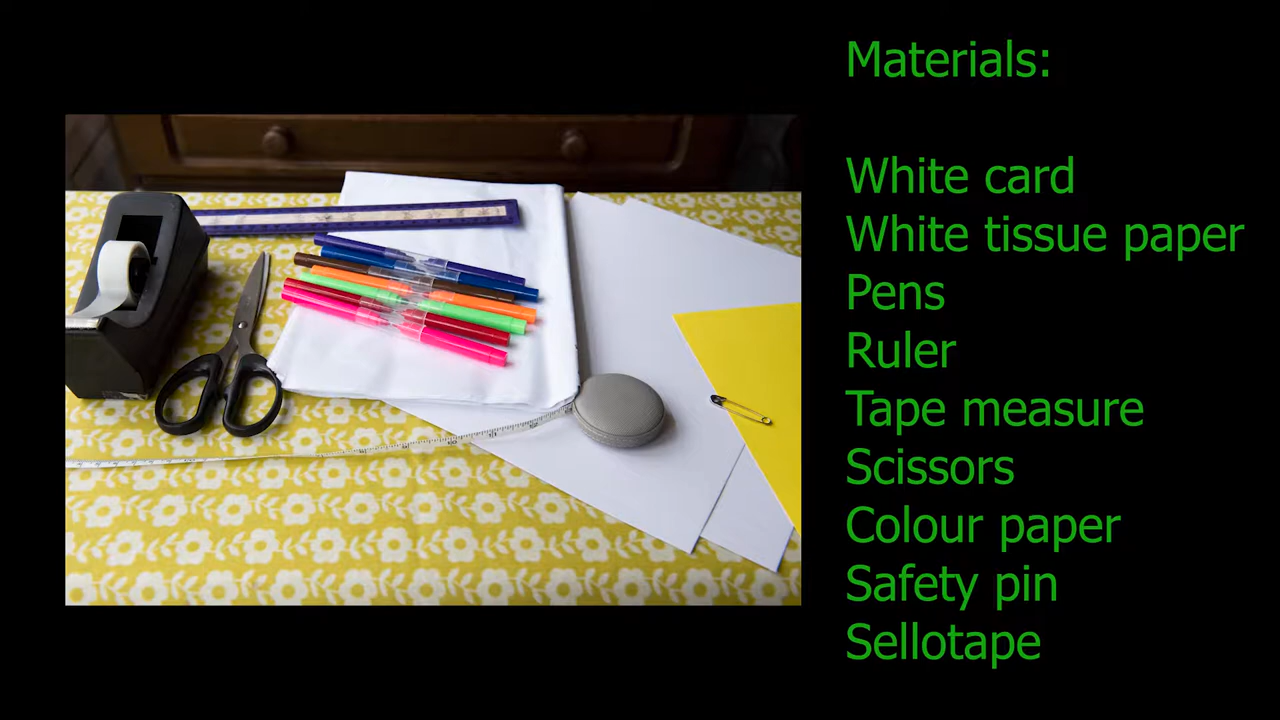 Materials:
White card
White tissue paper
Pens
Ruler
Tape measure
Scissors
Colour paper
Safety pin
Sellotape